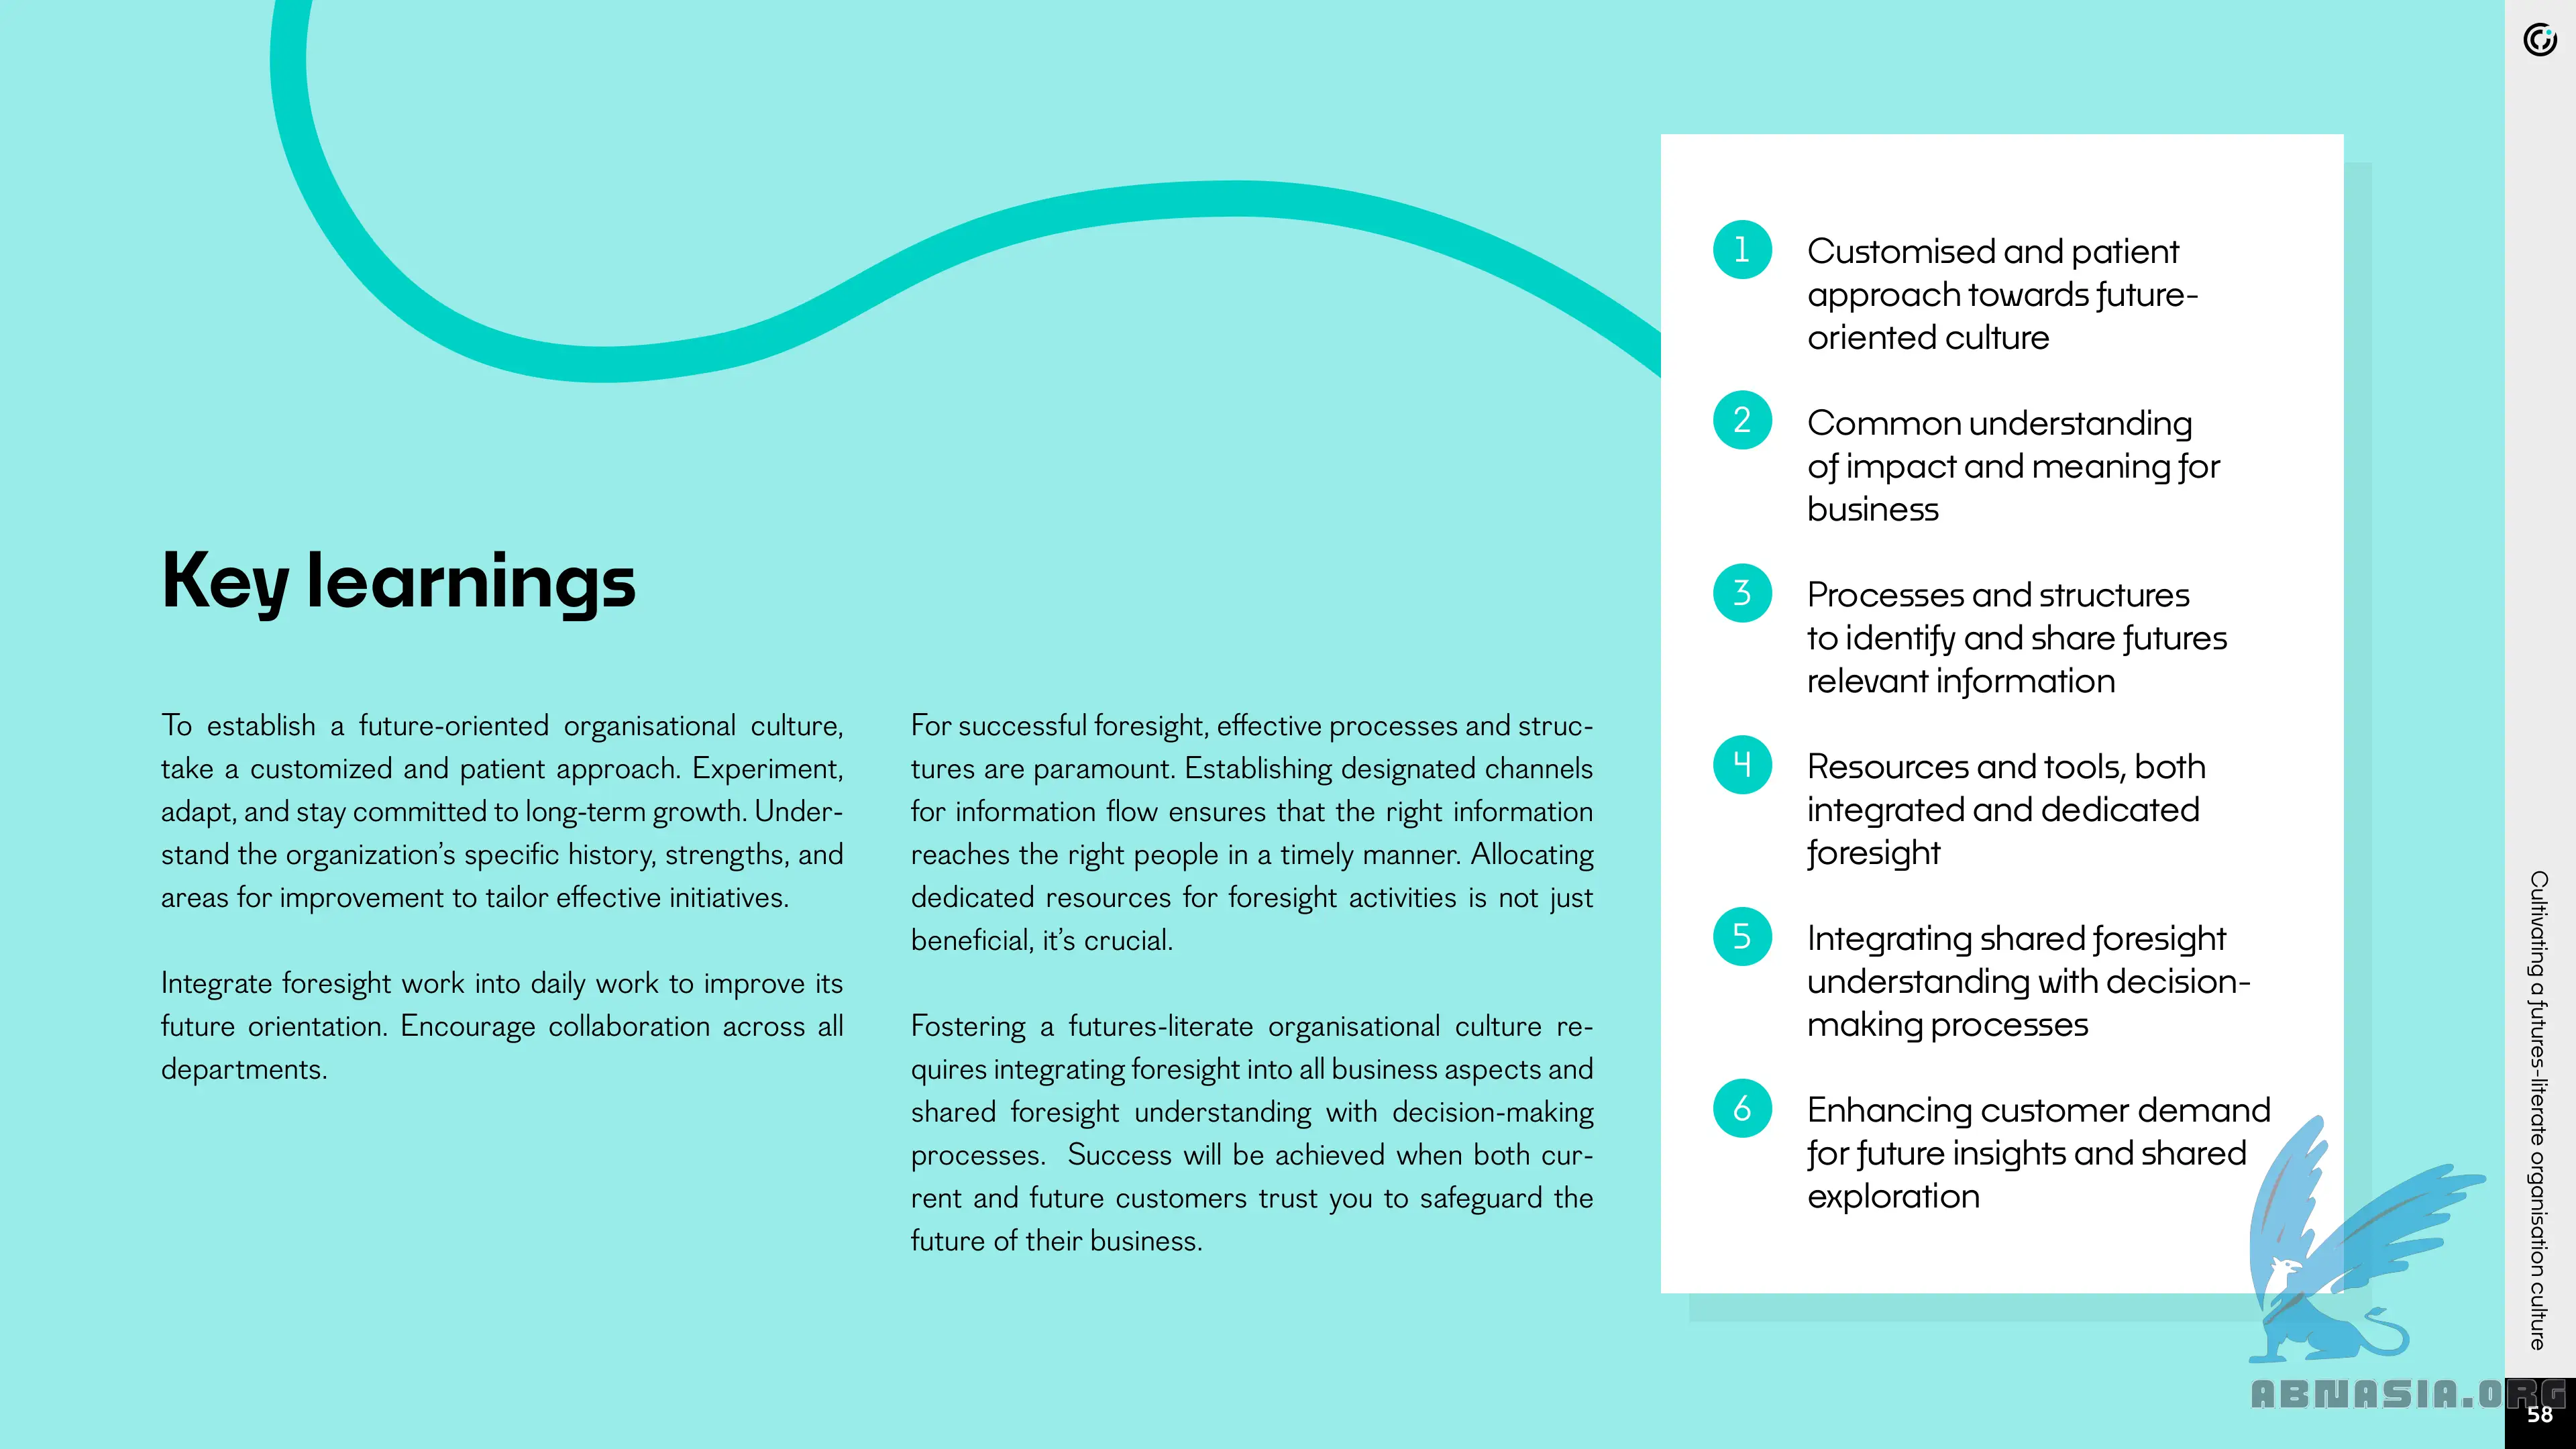 Key learnings
To establish a future-oriented organisational culture,
take a customized and patient approach. Experiment,
adapt, and stay committed to long-term growth. Under-
stand the organization’s specific history, strengths, and
areas for improvement to tailor effective initiatives.
Integrate foresight work into daily work to improve its
future orientation. Encourage collaboration across all
departments.
For successful foresight, effective processes and struc-
tures are paramount. Establishing designated channels
for information flow ensures that the right information
reaches the right people in a timely manner. Allocating
dedicated resources for foresight activities is not just
beneficial, it’s crucial.
Fostering a futures-literate organisational culture re-
quires integrating foresight into all business aspects and
shared foresight understanding with decision-making
processes. Success will be achieved when both cur-
rent and future customers trust you to safeguard the
future of their business.
1 Customised and patient
approach towards future-
oriented culture
2 Common understanding
of impact and meaning for
business
3 Processes and structures
to identify and share futures
relevant information
4 Resources and tools, both
integrated and dedicated
foresight
5 Integrating shared foresight
understanding with decision-
making processes
6 Enhancing customer demand
for future insights and shared
exploration
Cultivating a futures-literate organisation culture
ABNASIA.ORG
58